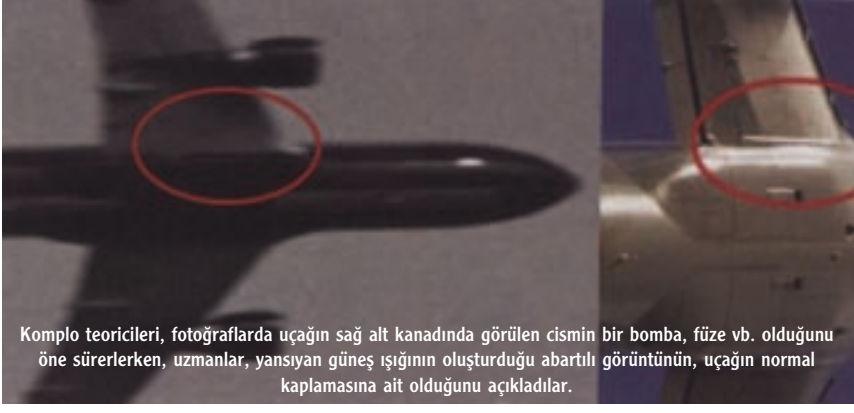 Komplo teoricileri, fotoğraflarda uçağın sağ alt kanadında görülen cismin bir bomba, füze vb. olduğunu
öne sürerlerken, uzmanlar, yansıyan güneş ışığının oluşturduğu abartılı görüntünün, uçağın normal
kaplamasına ait olduğunu açıkladılar.